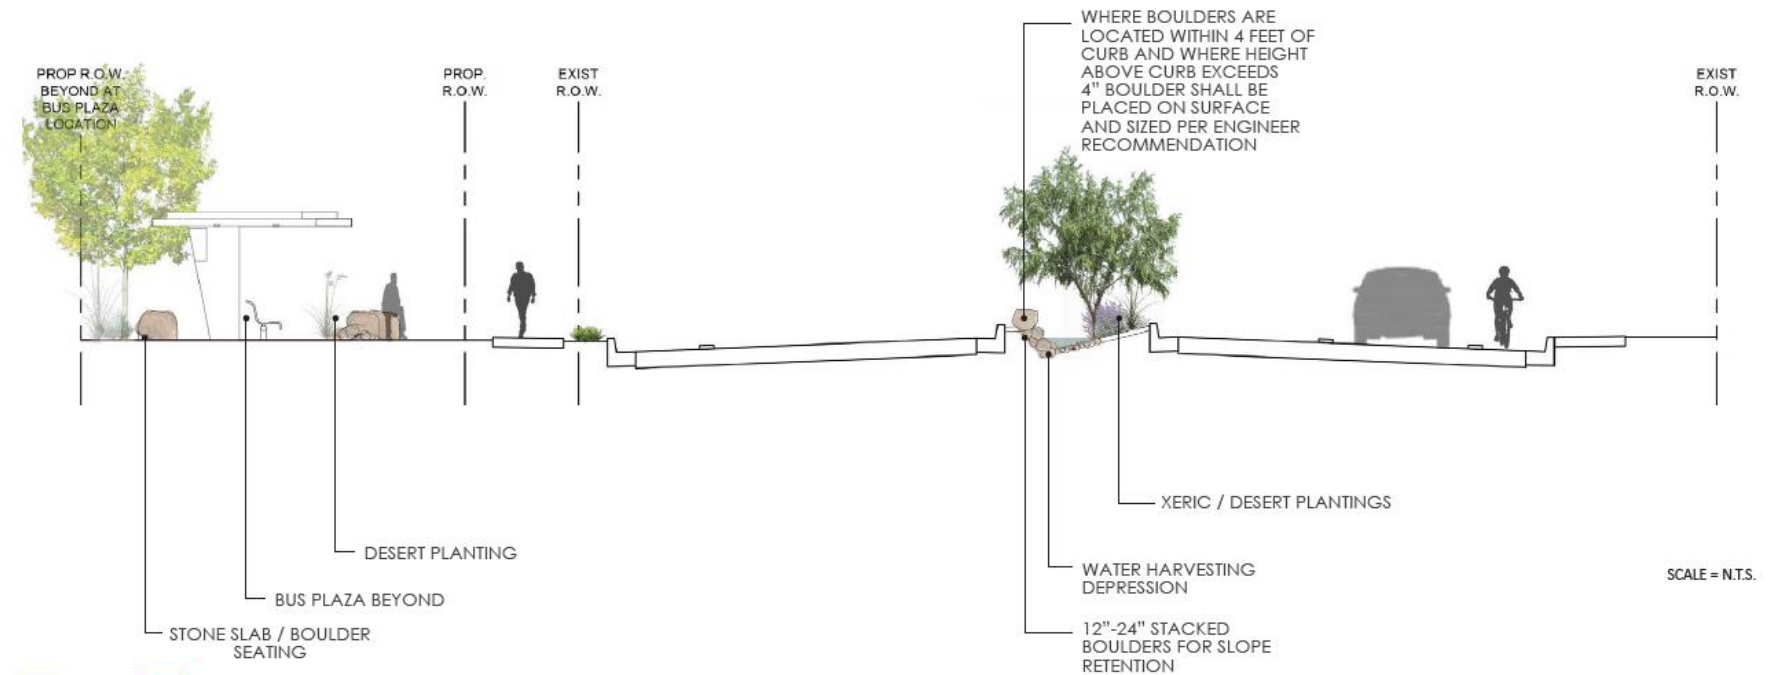 PROP R.O.W.
BEYOND AT
BUS PLAZA
LOCATION
PROP.
R.O.W.
EXIST
R.O.W.
WHERE BOULDERS ARE
LOCATED WITHIN 4 FEET OF
CURB AND WHERE HEIGHT
ABOVE CURB EXCEEDS
4” BOULDER SHALL BE
PLACED ON SURFACE
AND SIZED PER ENGINEER
RECOMMENDATION
EXIST
R.O.W.
XERIC / DESERT PLANTINGS
DESERT PLANTING
WATER HARVESTING
DEPRESSION
SCALE = N.T.S.
BUS PLAZA BEYOND
12”-24” STACKED
BOULDERS FOR SLOPE
RETENTION
STONE SLAB / BOULDER
SEATING